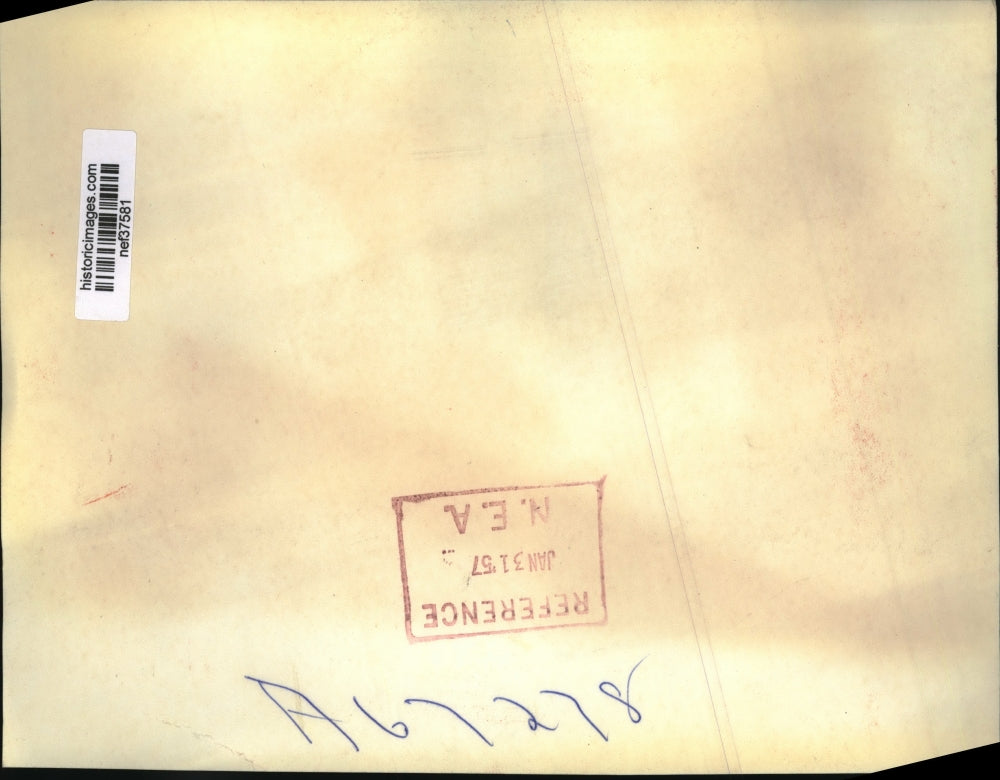 historicimages.com
nef37581
REFERENCE
JAN 31 '57
N.E.A.
A67278